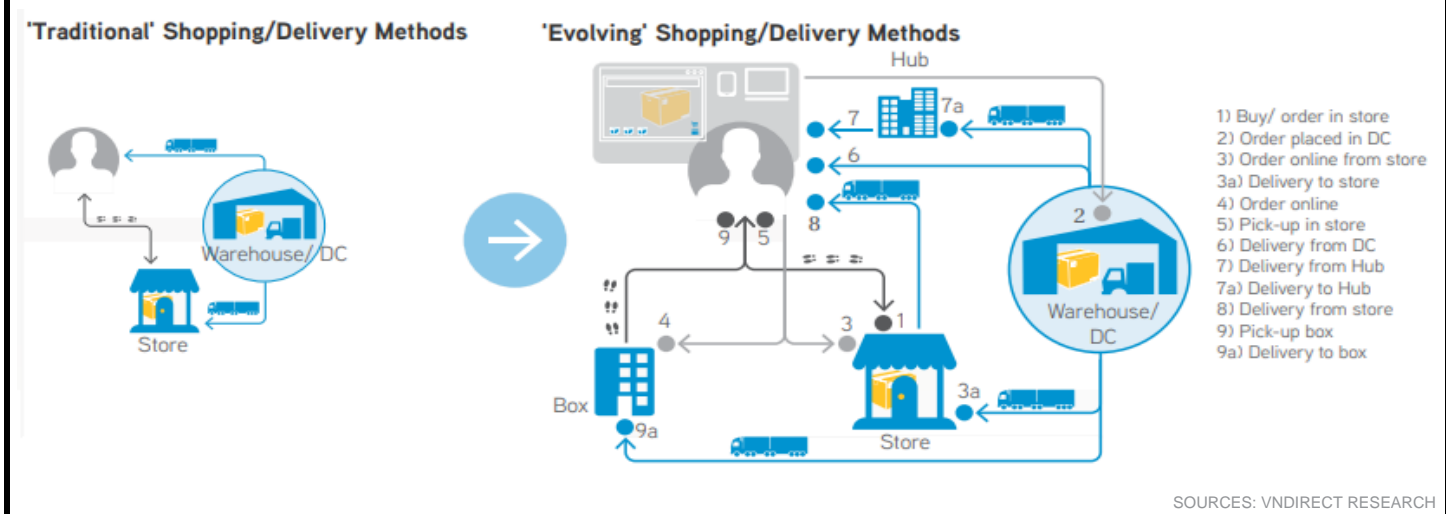 'Traditional' Shopping/Delivery Methods
'Evolving' Shopping/Delivery Methods
Warehouse/ DC
Store
Hub
7
7a
6
8
9
5
2
4
3
1
Warehouse/
DC
Box
9a
3a
Store
1) Buy/ order in store
2) Order placed in DC
3) Order online from store
3a) Delivery to store
4) Order online
5) Pick-up in store
6) Delivery from DC
7) Delivery from Hub
7a) Delivery to Hub
8) Delivery from store
9) Pick-up box
9a) Delivery to box
SOURCES: VNDIRECT RESEARCH